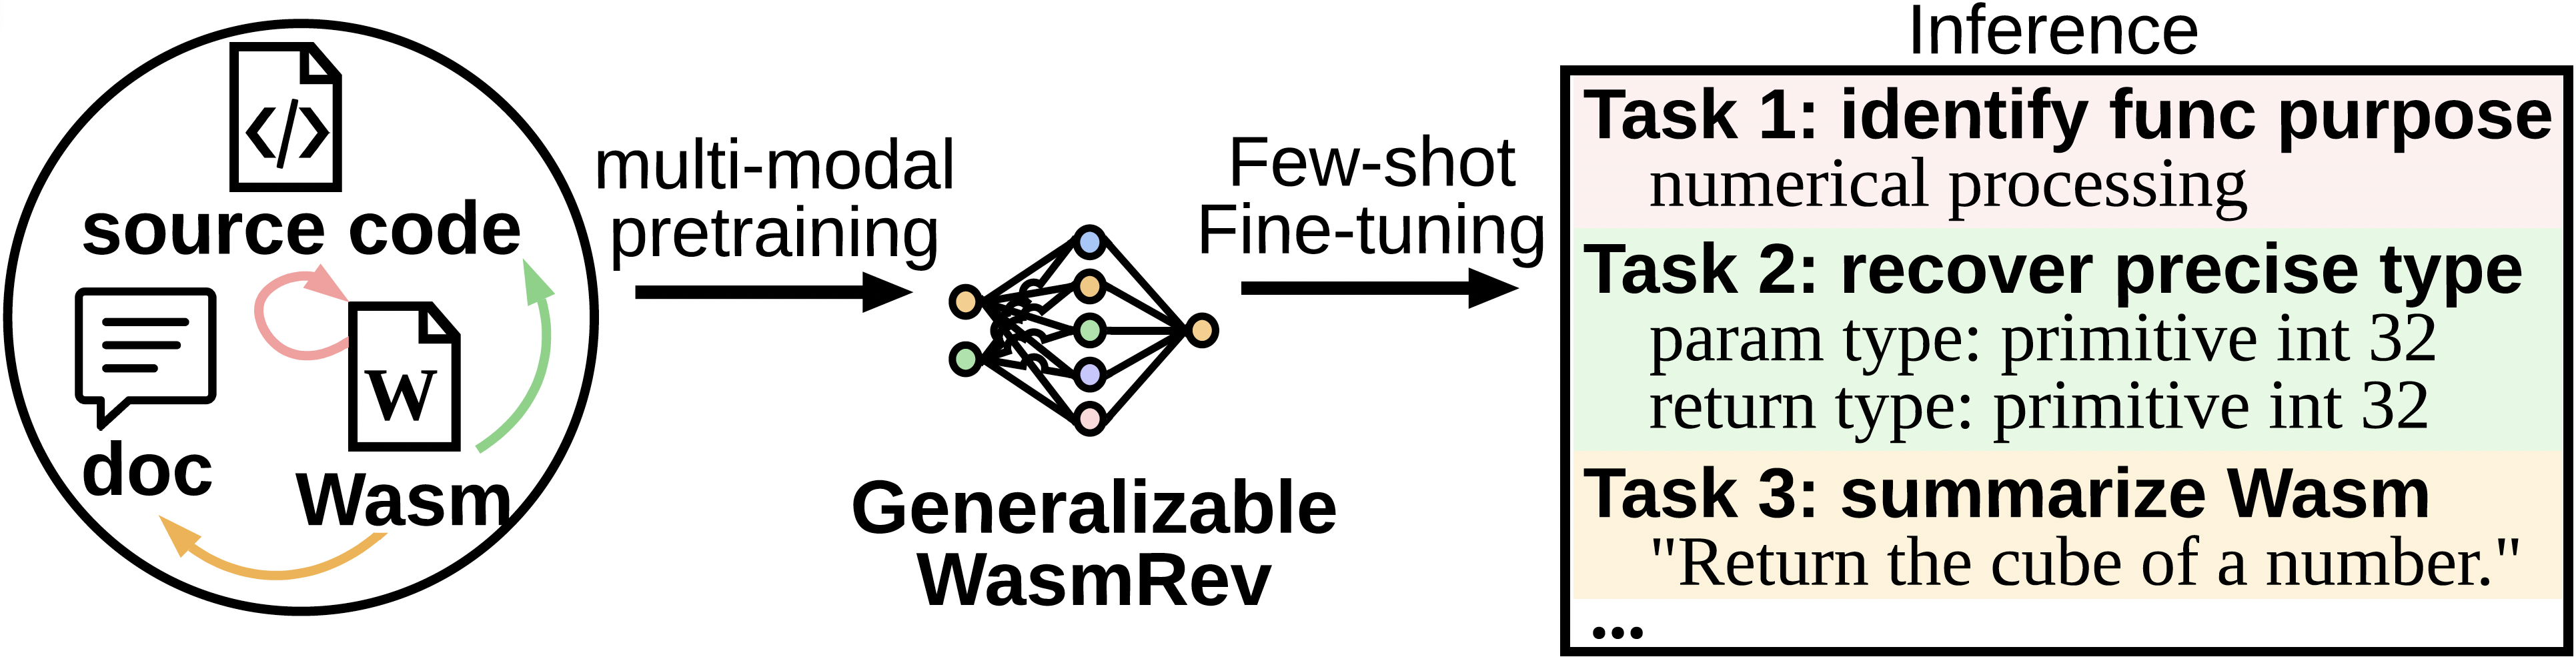 source code
doc
W
Wasm
multi-modal
pretraining
Generalizable
WasmRev
Few-shot
Fine-tuning
Inference
Task 1: identify func purpose
numerical processing
Task 2: recover precise type
param type: primitive int 32
return type: primitive int 32
Task 3: summarize Wasm
"Return the cube of a number."
...